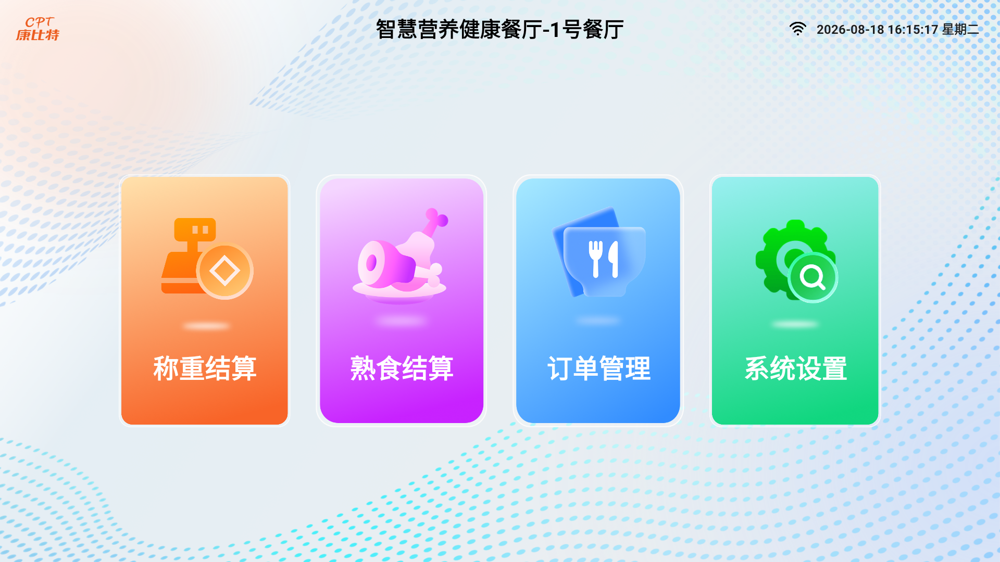 CPT
康比特
智慧营养健康餐厅-1号餐厅
2026-08-18 16:15:17 星期二
称重结算
熟食结算
订单管理
系统设置